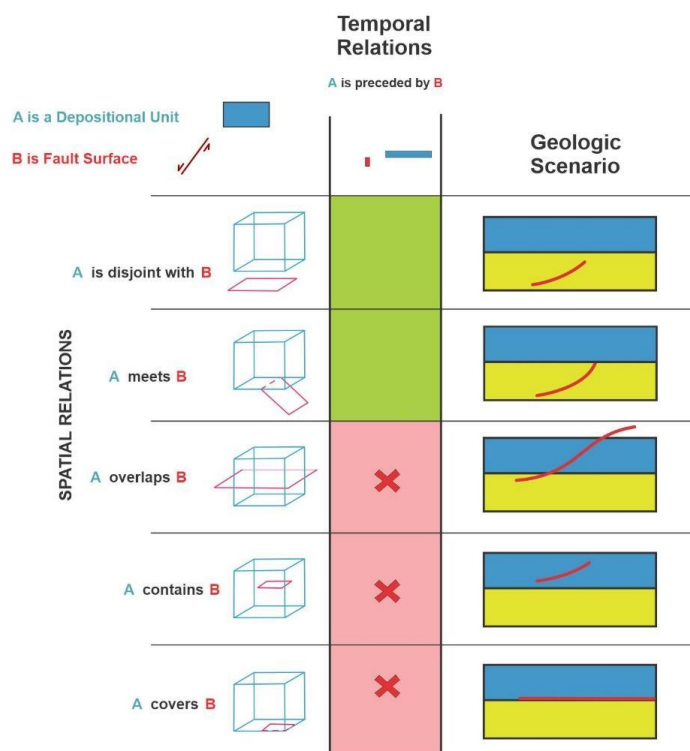 Temporal
Relations
A is preceded by B
A is a Depositional Unit
B is Fault Surface
Geologic
Scenario
SPATIAL RELATIONS
A is disjoint with B
A meets B
A overlaps B
A contains B
A covers B